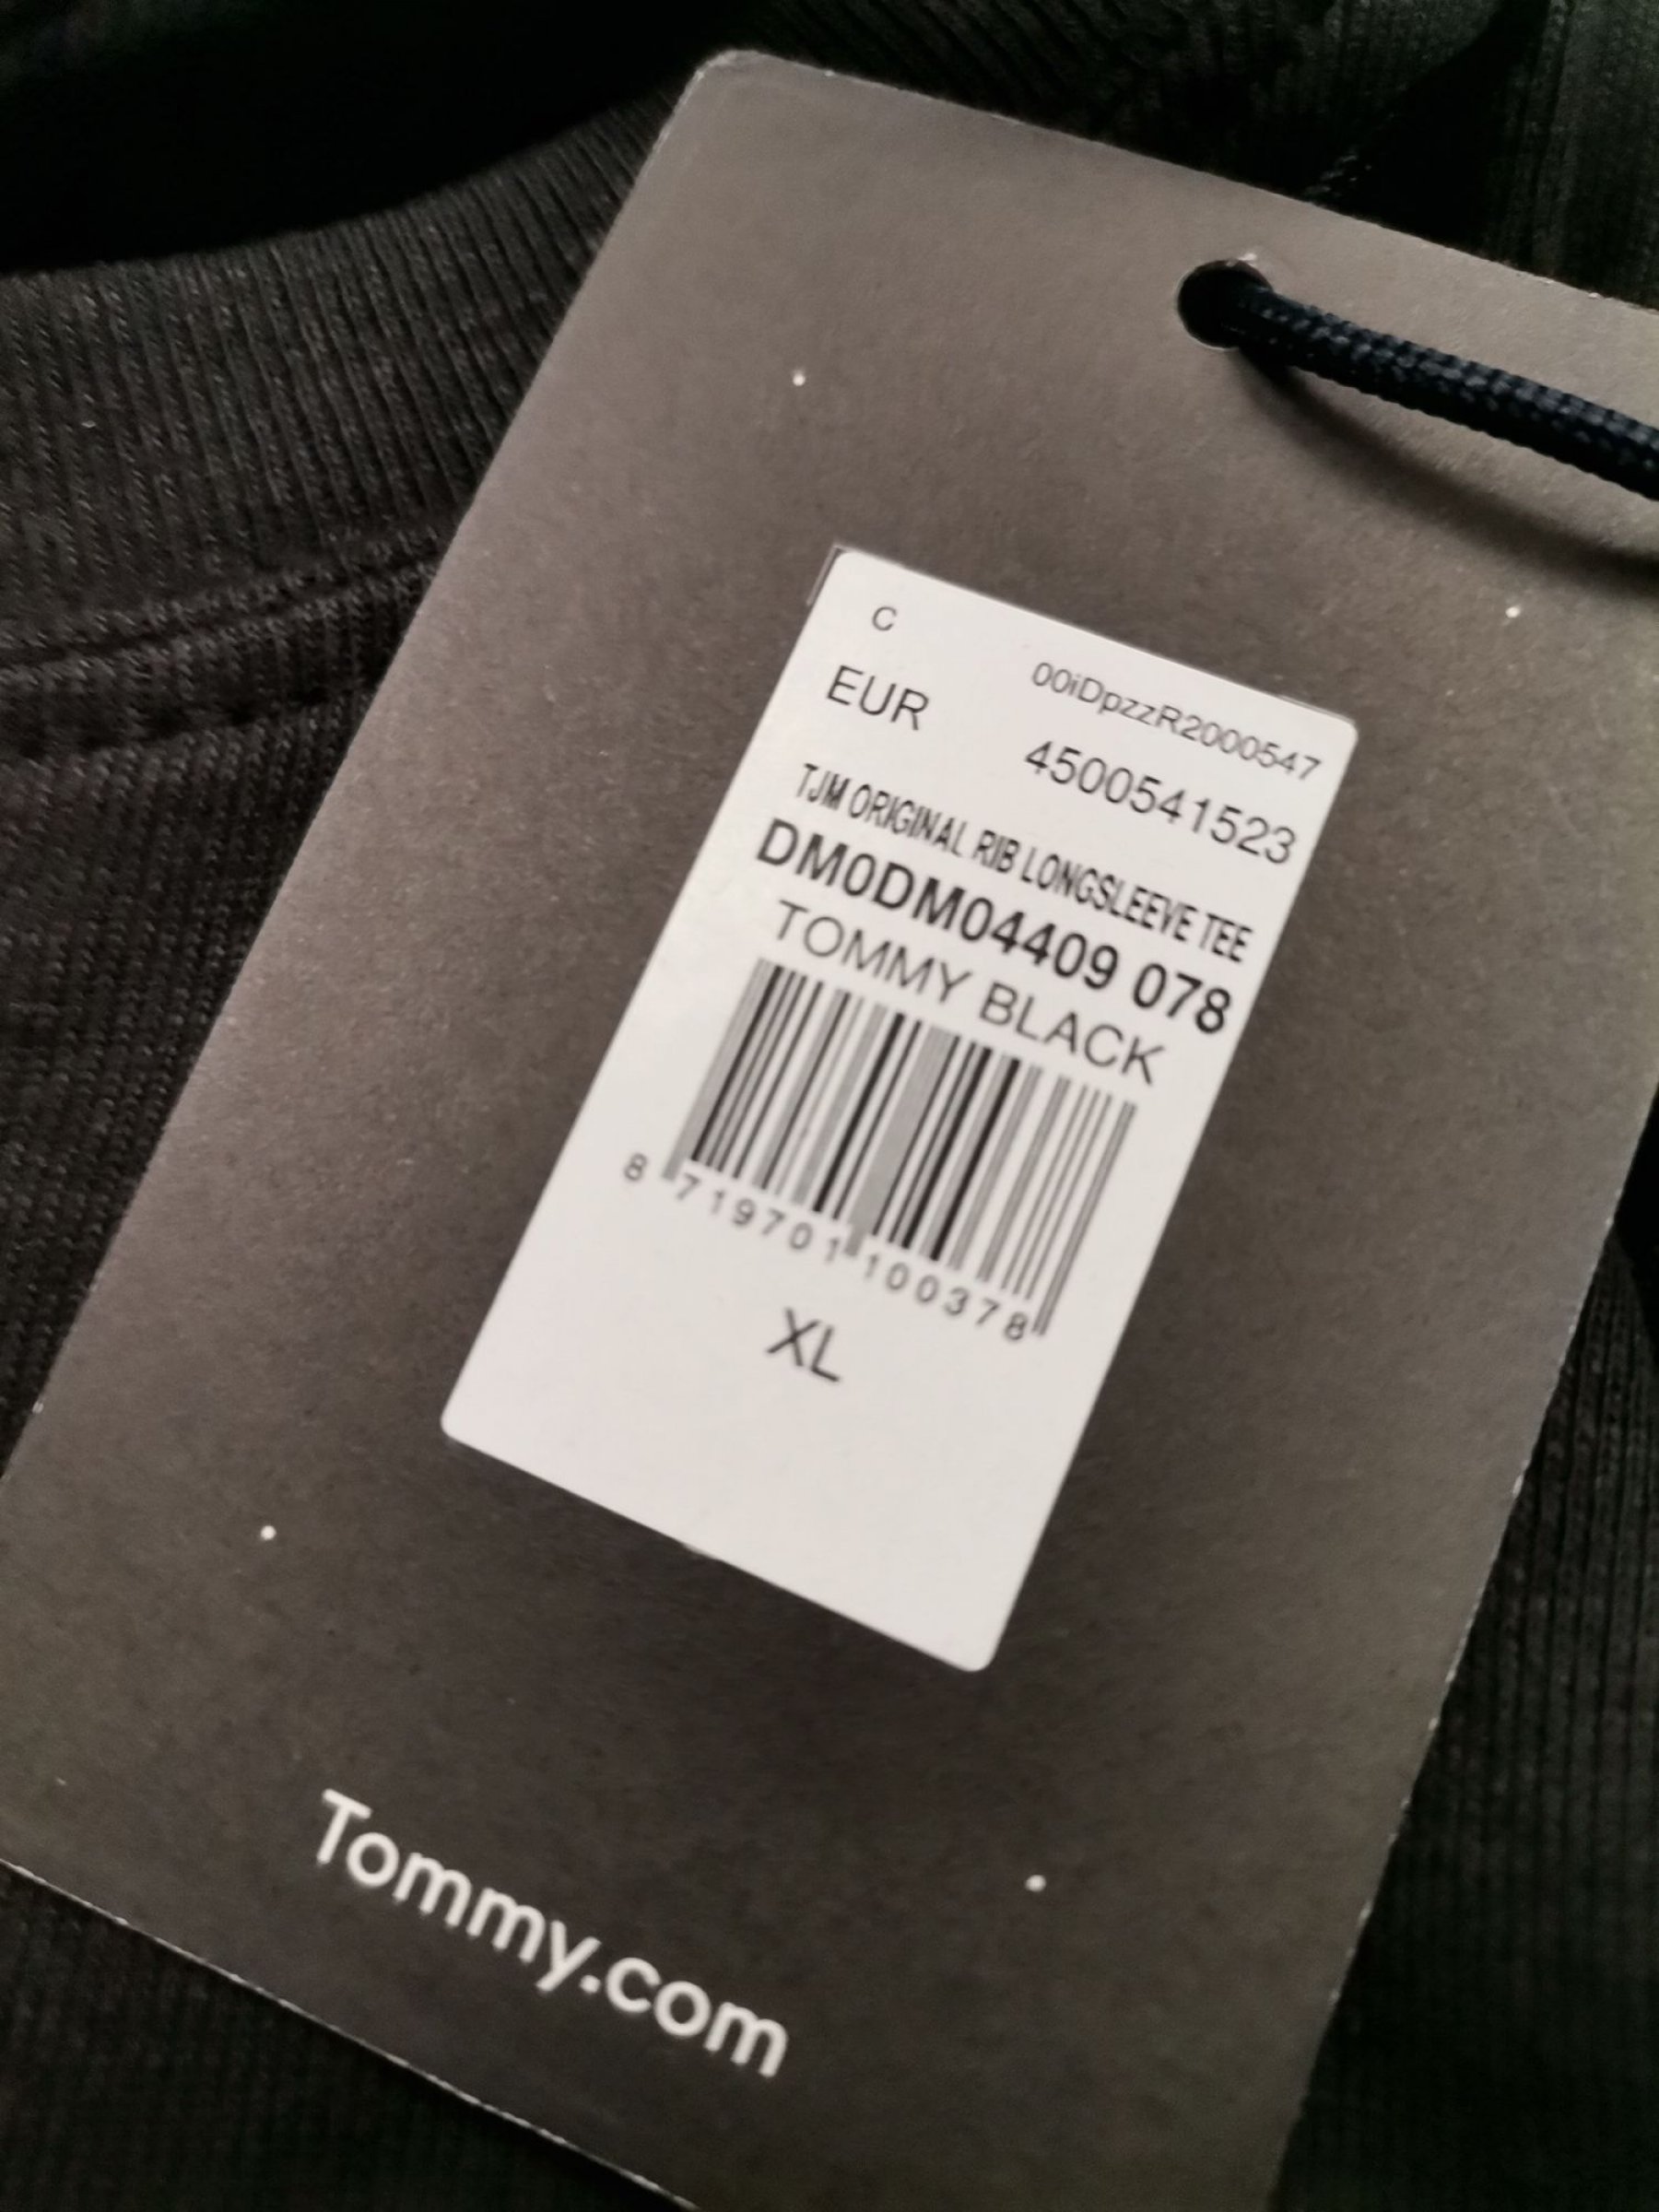 C 00iDpzzR2000547
EUR 4500541523
TJM ORIGINAL RIB LONGSLEEVE TEE
DM0DM04409 078
TOMMY BLACK
8 719701 100378
XL
Tommy.com